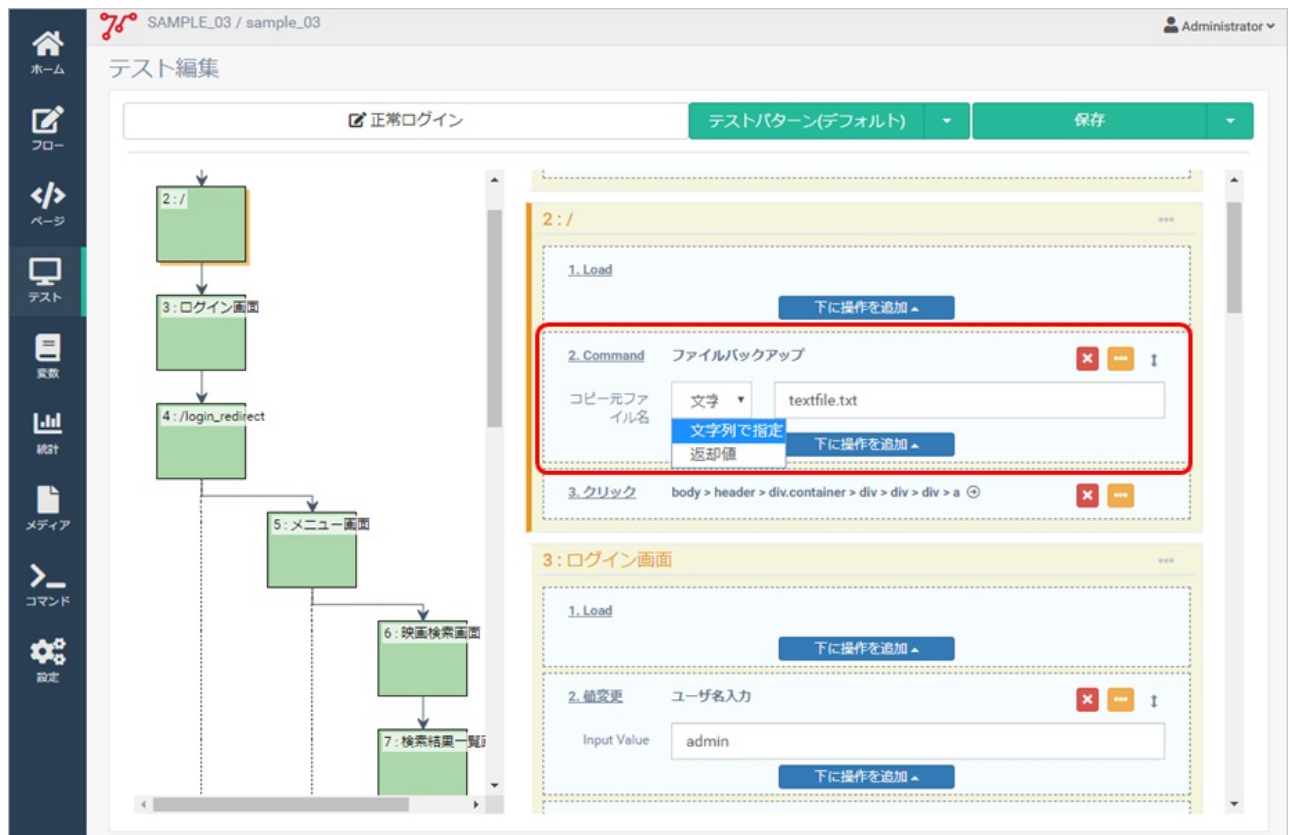 SAMPLE_03 / sample_03
Administrator
ホーム
フロー
ページ
テスト
変数
統計
メディア
コマンド
設定
テスト編集
正常ログイン
テストパターン(デフォルト)
保存
2 : /
3 : ログイン画面
4 : /login_redirect
5 : メニュー画面
6 : 映画検索画面
7 : 検索結果一覧
2 : /
1. Load
下に操作を追加
2. Command ファイルバックアップ
コピー元ファ
イル名
文字
textfile.txt
文字列で指定
返却値
下に操作を追加
3. クリック body > header > div.container > div > div > div > a
3 : ログイン画面
1. Load
下に操作を追加
2. 値変更 ユーザ名入力
Input Value admin
下に操作を追加